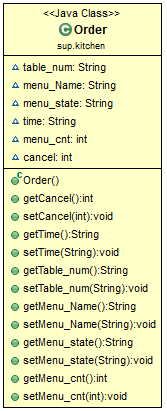 <<Java Class>>
Order
sup.kitchen
table_num: String
menu_Name: String
menu_state: String
time: String
menu_cnt: int
cancel: int
Order()
getCancel():int
setCancel(int):void
getTime():String
setTime(String):void
getTable_num():String
setTable_num(String):void
getMenu_Name():String
setMenu_Name(String):void
getMenu_state():String
setMenu_state(String):void
getMenu_cnt():int
setMenu_cnt(int):void